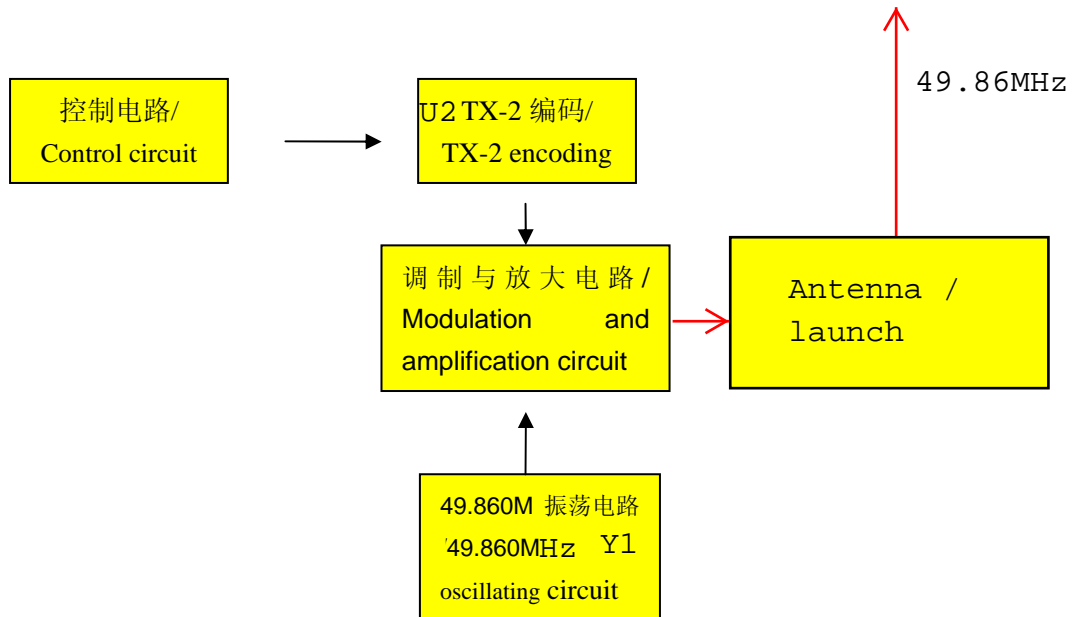 49.86MHz
控制电路/
Control circuit
U2 TX-2 编码/
TX-2 encoding
调制与放大电路/
Modulation and
amplification circuit
Antenna /
launch
49.860M 振荡电路
/49.860MHz Y1
oscillating circuit